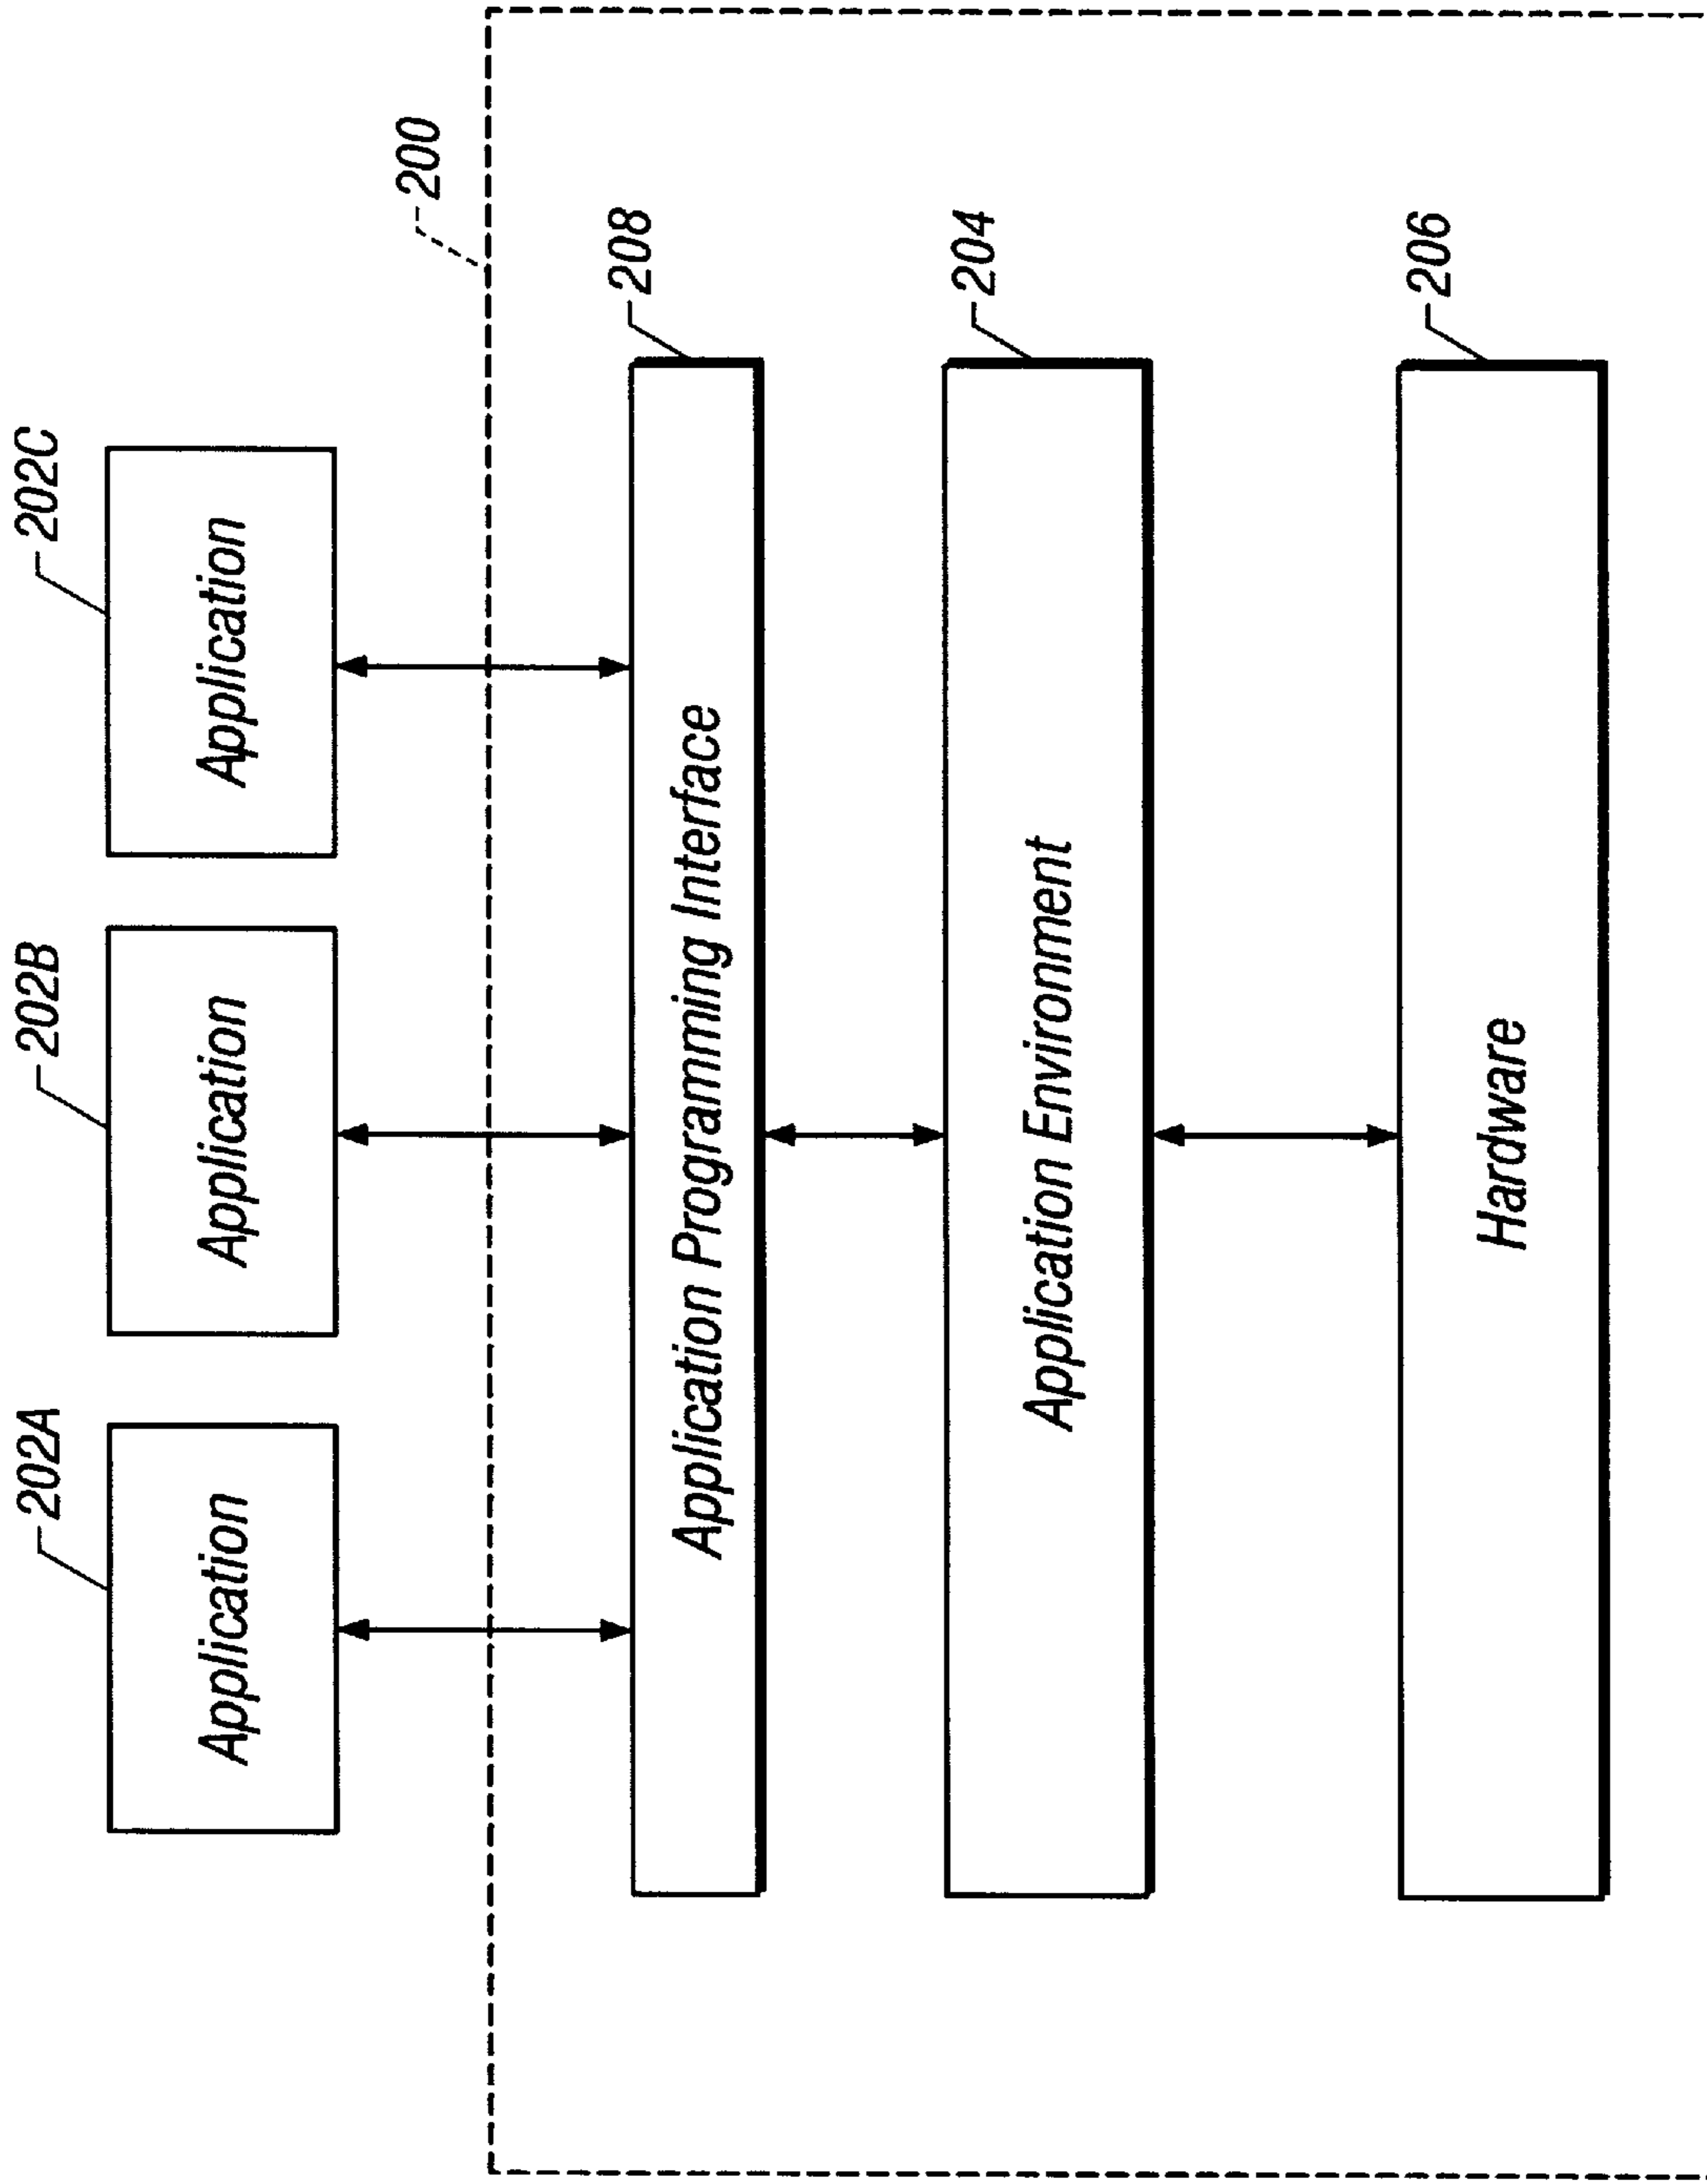 202A
202B
202C
Application
Application
Application
200
208
Application Programming Interface
204
Application Environment
206
Hardware